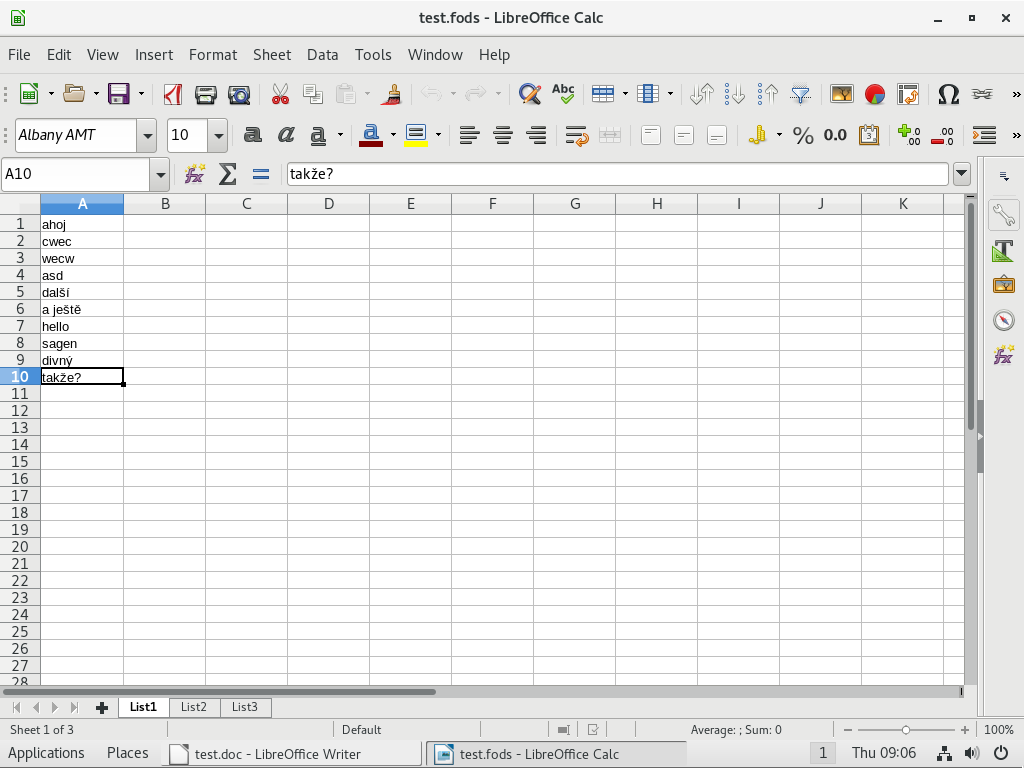 test.fods - LibreOffice Calc
File Edit View Insert Format Sheet Data Tools Window Help
Albany AMT 10
A10 takže?
A B C D E F G H I J K
1 ahoj
2 cwec
3 wecw
4 asd
5 další
6 a ještě
7 hello
8 sagen
9 divný
10 takže?
11
12
13
14
15
16
17
18
19
20
21
22
23
24
25
26
27
28
List1 List2 List3
Sheet 1 of 3 Default Average: ; Sum: 0 100%
Applications Places test.doc - LibreOffice Writer test.fods - LibreOffice Calc 1 Thu 09:06